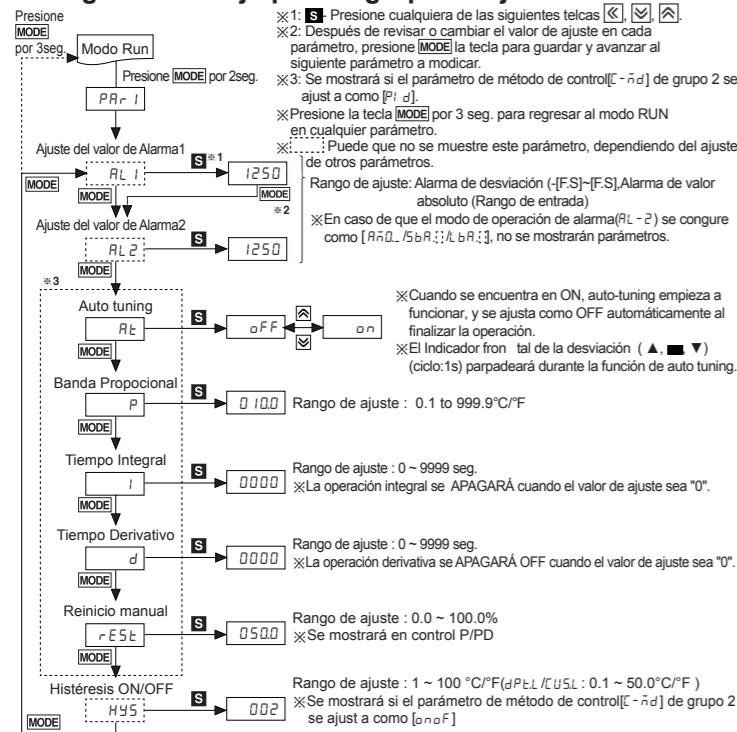 Presione
MODE
por 3seg.
Modo Run
Presione MODE por 2seg.
PAr1
※1: S- Presione cualquiera de las siguientes telcas ≪, ︾, ︽.
※2: Después de revisar o cambiar el valor de ajuste en cada
parámetro, presione MODE la tecla para guardar y avanzar al
siguiente parámetro a modicar.
※3: Se mostrará si el parámetro de método de control[C-ñd] de grupo 2 se
ajust a como [PI d].
※Presione la tecla MODE por 3 seg. para regresar al modo RUN
en cualquier parámetro.
※ Puede que no se muestre este parámetro, dependiendo del ajuste
de otros parámetros.
Ajuste del valor de Alarma1
AL1
S※1
1250
MODE
MODE
MODE
※2
Rango de ajuste: Alarma de desviación (-[F.S]~[F.S],Alarma de valor
absoluto (Rango de entrada)
※En caso de que el modo de operación de alarma(AL-2) se congure
como [AñO_ /SbA. /LbA. ], no se mostrarán parámetros.
Ajuste del valor de Alarma2
AL2
S
1250
MODE
※3
Auto tuning
At
S
oFF
on
MODE
※Cuando se encuentra en ON, auto-tuning empieza a
funcionar, y se ajusta como OFF automáticamente al
finalizar la operación.
※El Indicador fron tal de la desviación ( ▲, ■, ▼)
(ciclo:1s) parpadeará durante la función de auto tuning.
Banda Propocional
P
S
010.0
Rango de ajuste : 0.1 to 999.9°C/°F
MODE
Tiempo Integral
I
S
0000
Rango de ajuste : 0 ~ 9999 seg.
※La operación integral se APAGARÁ cuando el valor de ajuste sea "0".
MODE
Tiempo Derivativo
d
S
0000
Rango de ajuste : 0 ~ 9999 seg.
※La operación derivativa se APAGARÁ OFF cuando el valor de ajuste sea "0".
MODE
Reinicio manual
rESt
S
050.0
Rango de ajuste : 0.0 ~ 100.0%
※Se mostrará en control P/PD
MODE
Histéresis ON/OFF
HYS
S
002
Rango de ajuste : 1 ~ 100 °C/°F(dPt.L /CUS.L : 0.1 ~ 50.0°C/°F )
※Se mostrará si el parámetro de método de control[C-ñd] de grupo 2
se ajust a como [onoF]
MODE